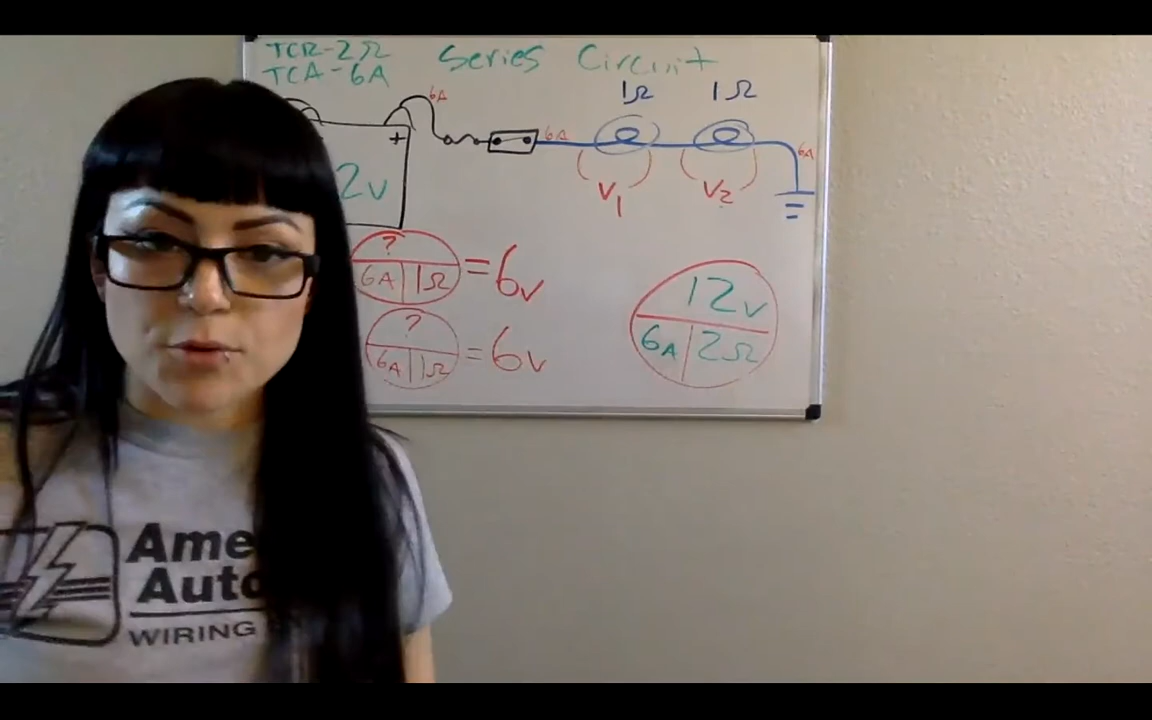 TCR-2Ω
TCA-6A
Series Circuit
1Ω 1Ω
6A
+
6A
6A
2v
V1 V2
?
6A 1Ω =6v
?
6A 1Ω =6v
12v
6A 2Ω
Ame
Auto
WIRING